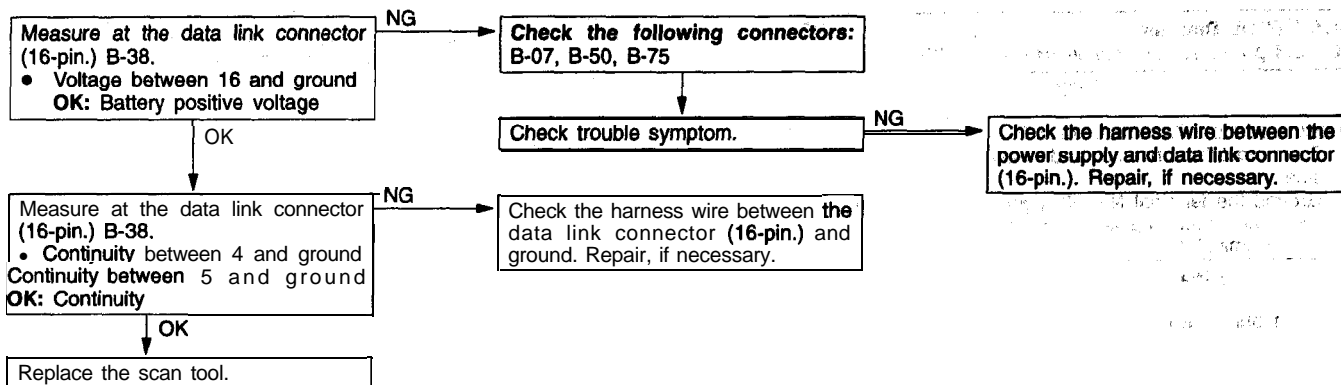 Measure at the data link connector
(16-pin.) B-38.
● Voltage between 16 and ground
OK: Battery positive voltage
NG
Check the following connectors:
B-07, B-50, B-75
OK
Check trouble symptom.
NG
Check the harness wire between the
power supply and data link connector
(16-pin.). Repair, if necessary.
Measure at the data link connector
(16-pin.) B-38.
● Continuity between 4 and ground
Continuity between 5 and ground
OK: Continuity
NG
Check the harness wire between the
data link connector (16-pin.) and
ground. Repair, if necessary.
OK
Replace the scan tool.